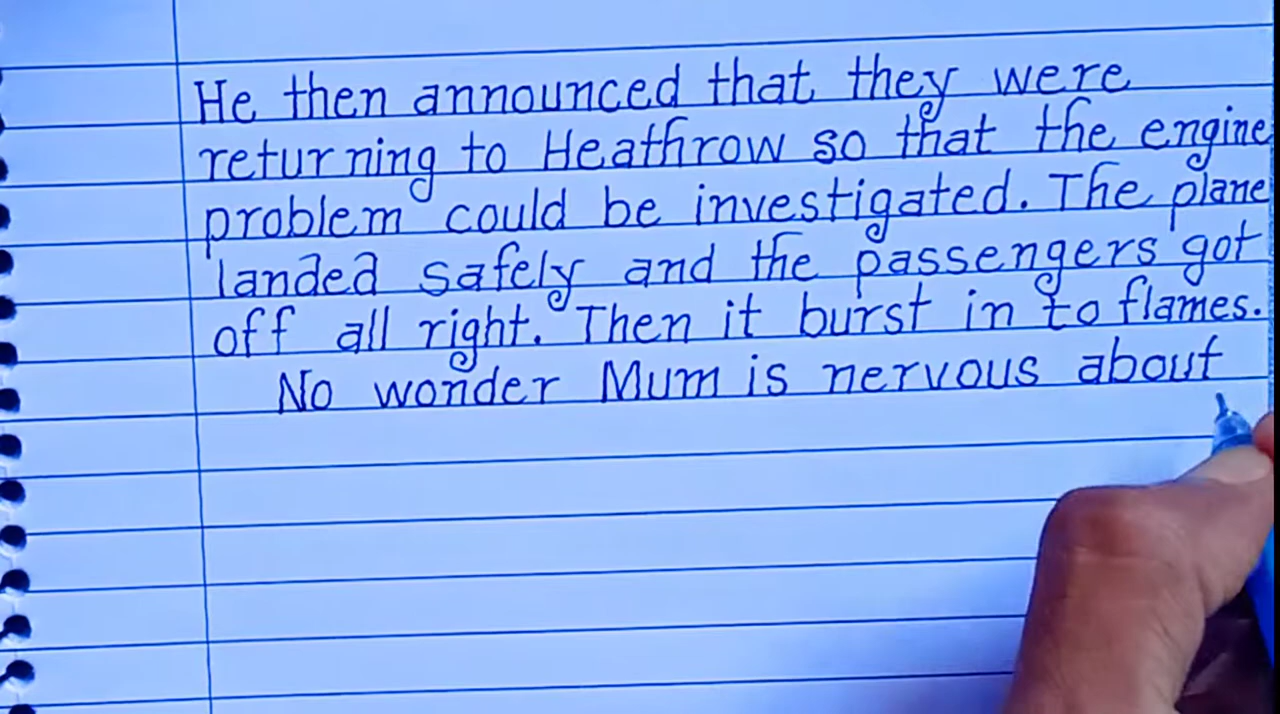 He then announced that they were
returning to Heathrow so that the engine
problem could be investigated. The plane
landed safely and the passengers got
off all right. Then it burst in to flames.
No wonder Mum is nervous about